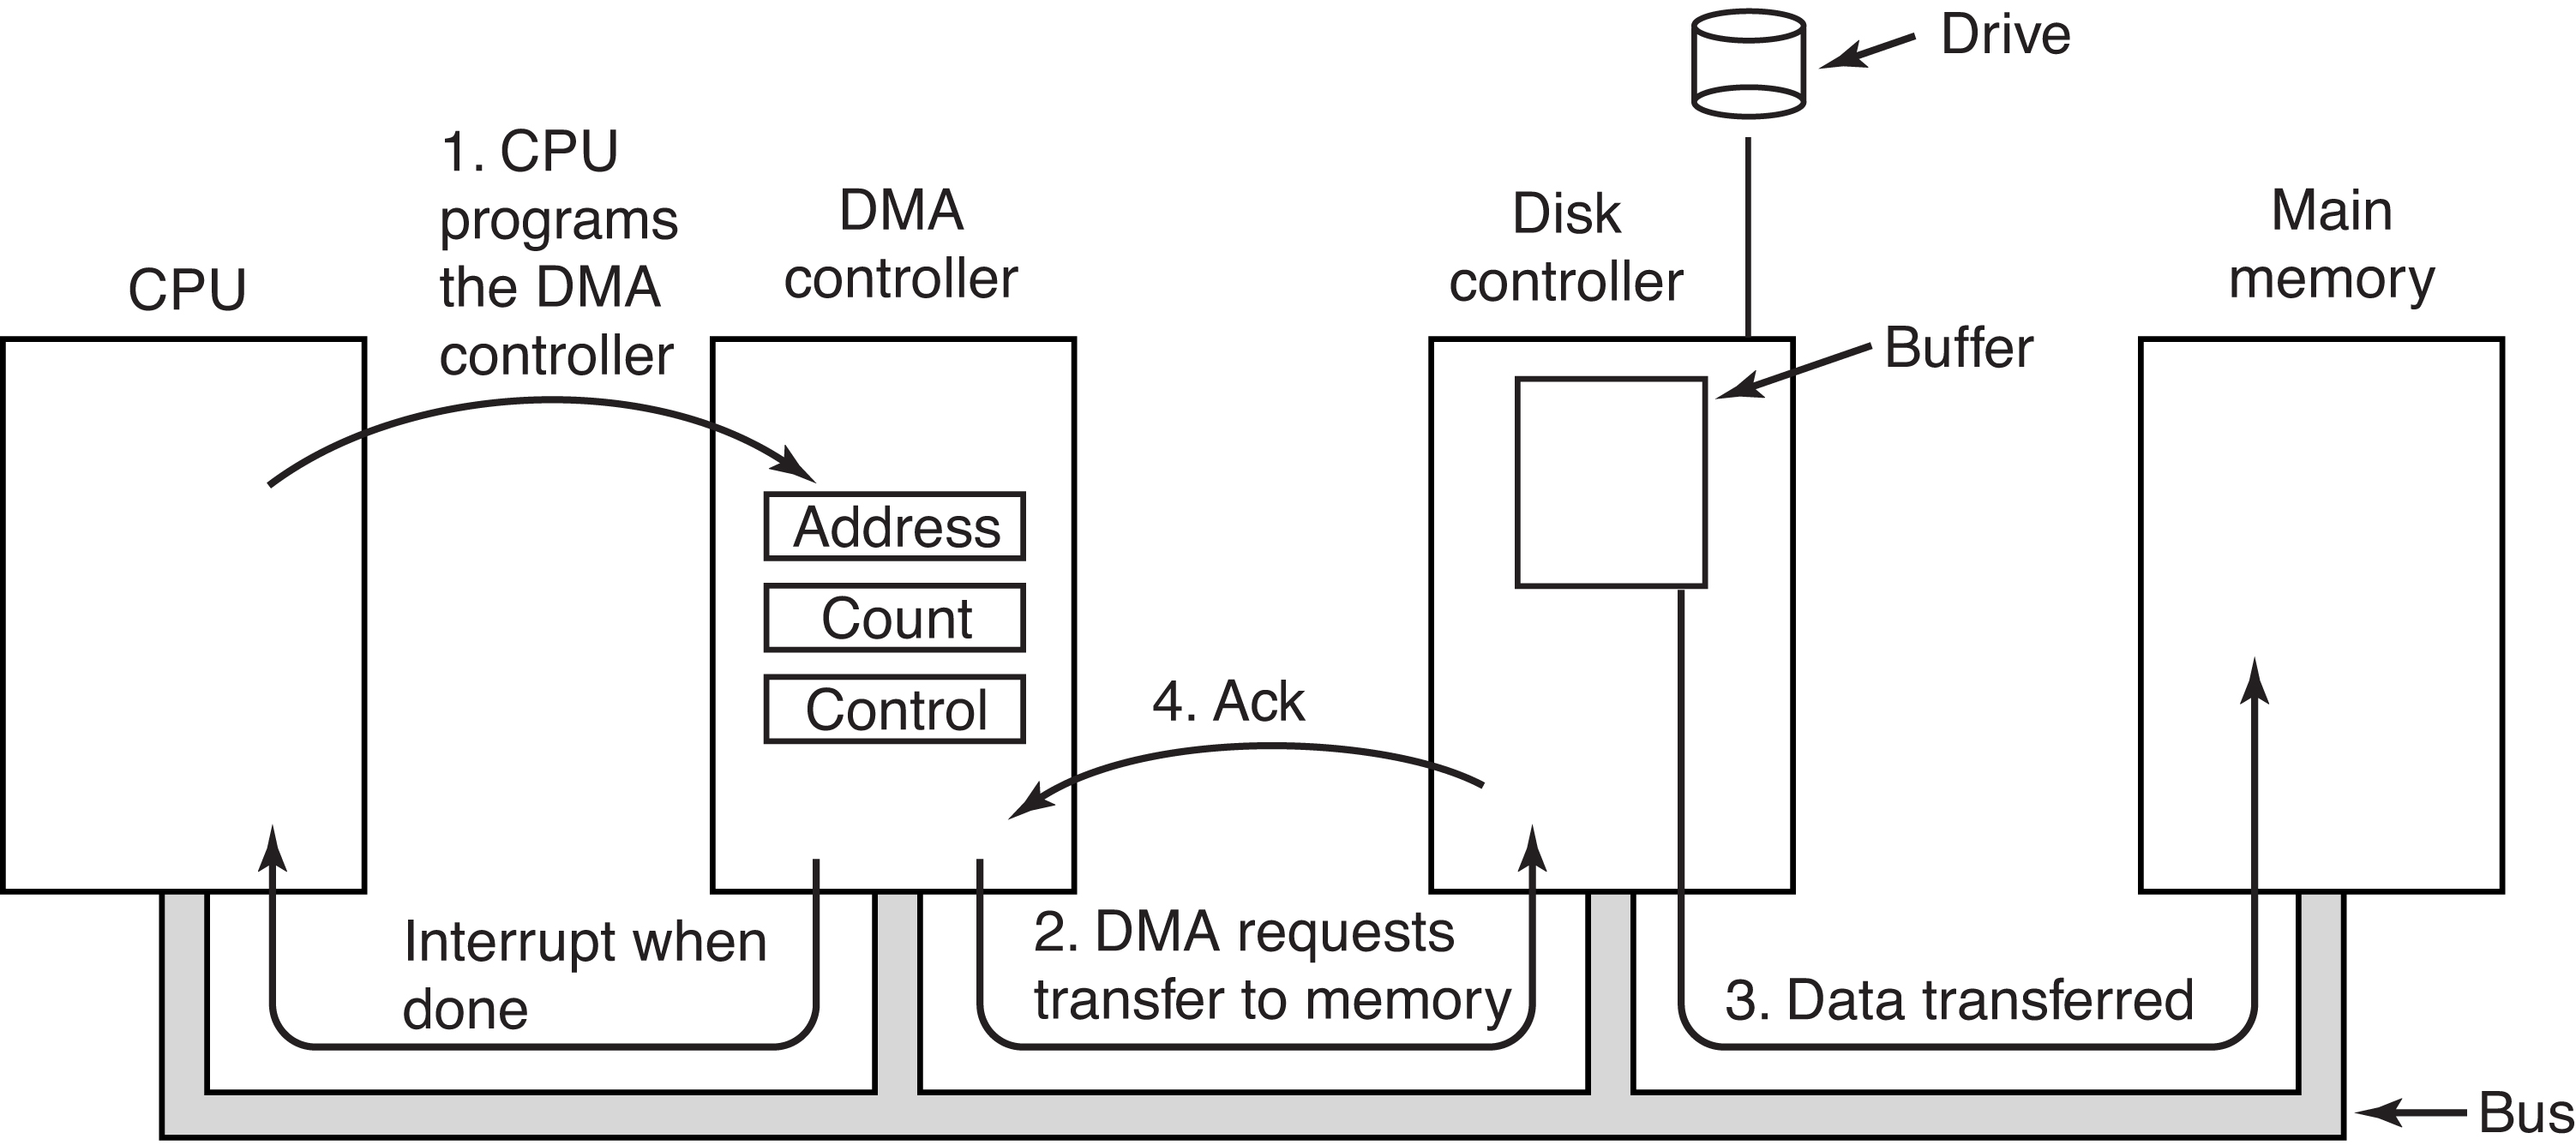 Drive
1. CPU
programs
the DMA
controller
CPU
DMA
controller
Disk
controller
Main
memory
Buffer
Address
Count
Control
4. Ack
Interrupt when
done
2. DMA requests
transfer to memory
3. Data transferred
Bus